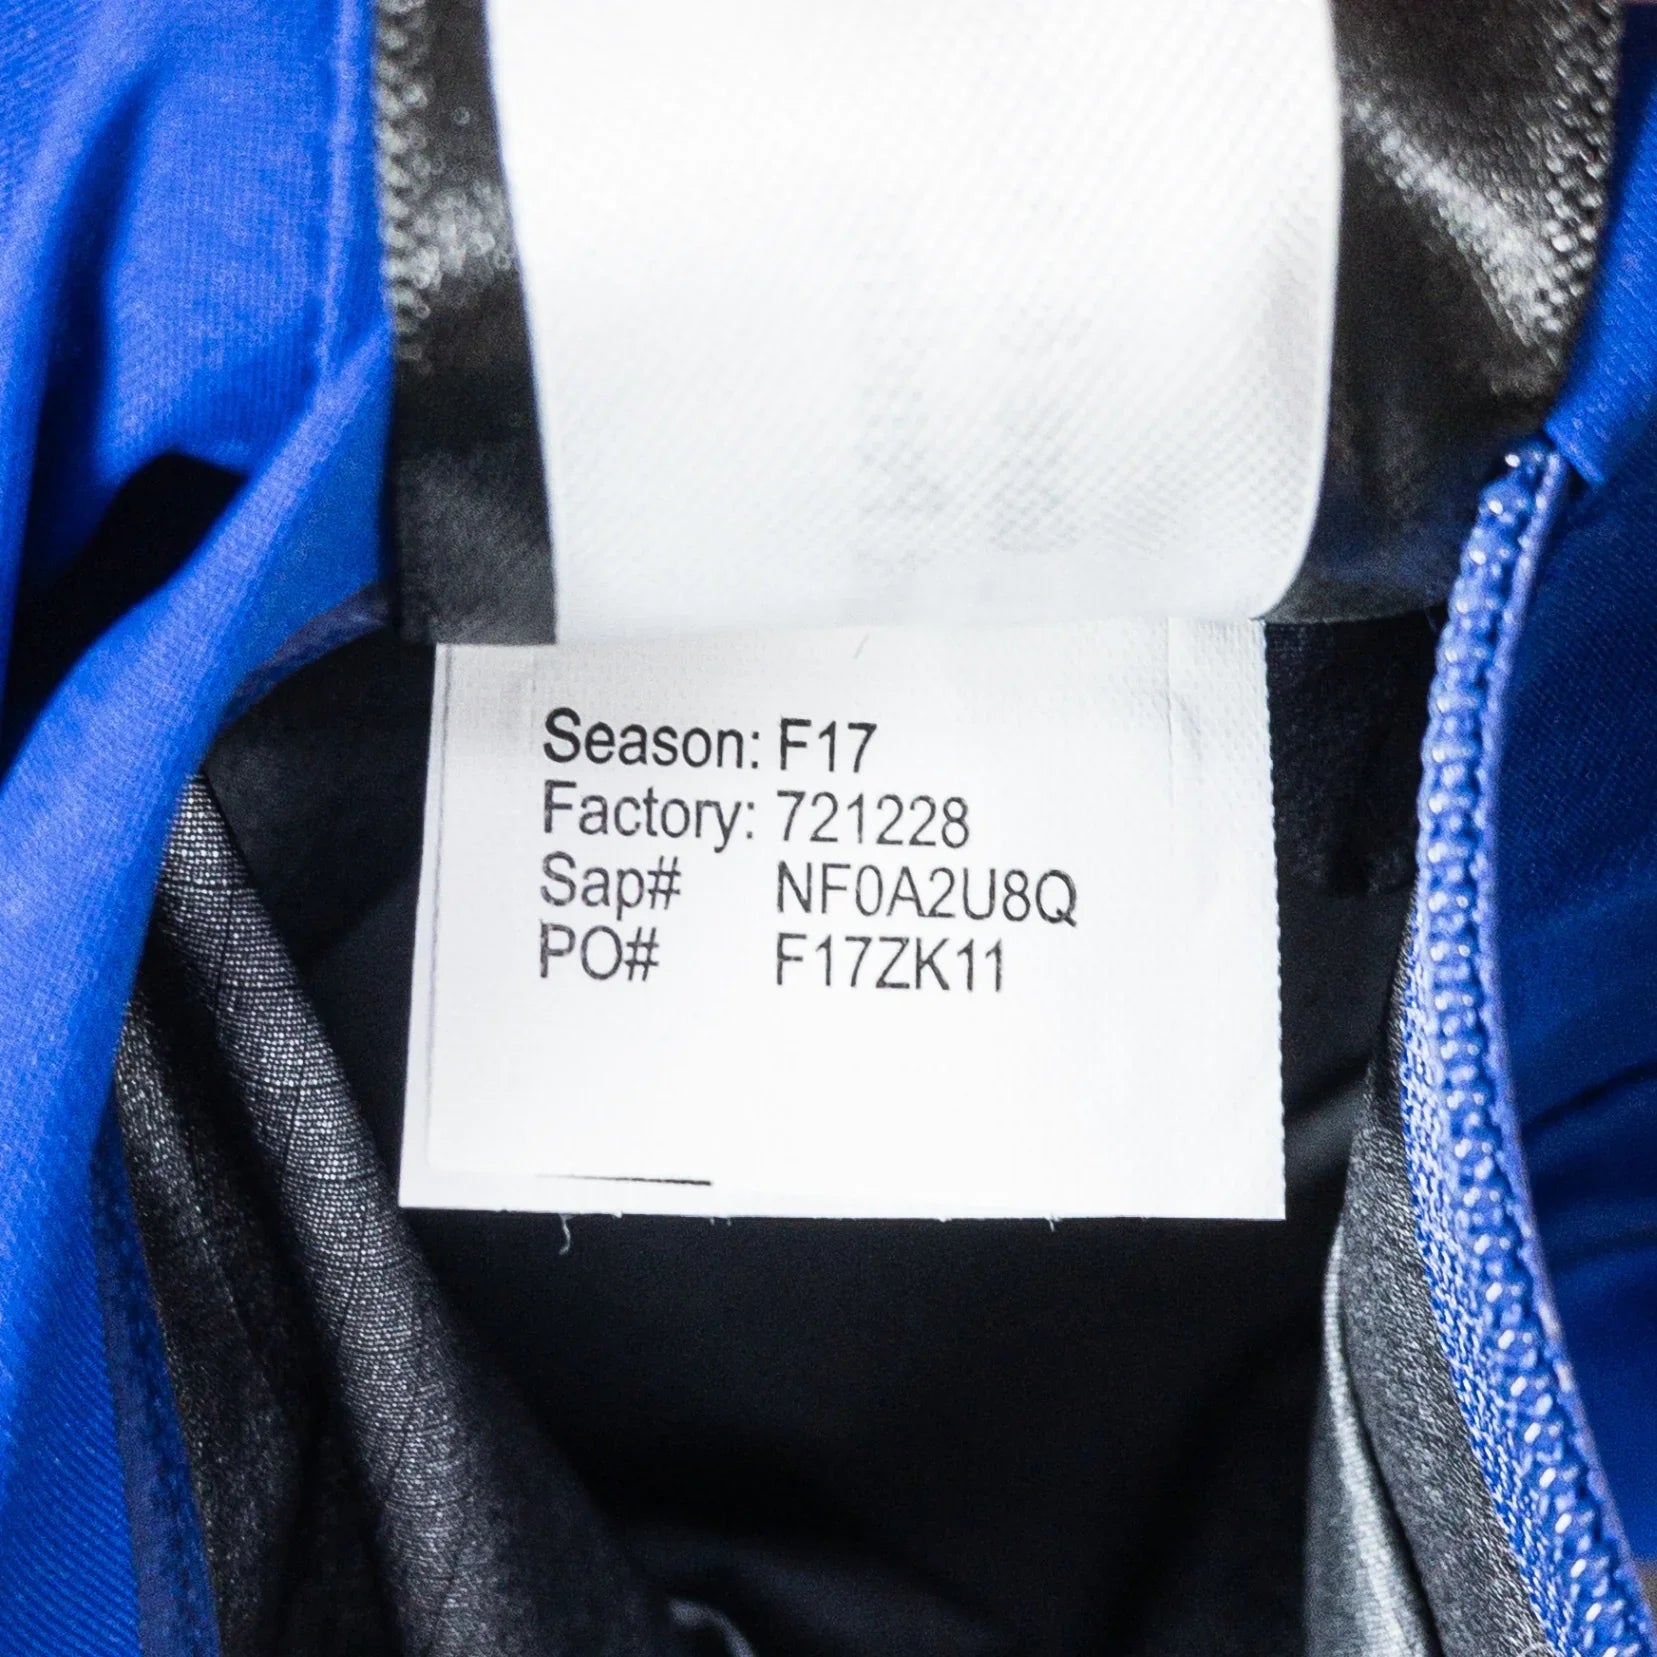 Season: F17
Factory: 721228
Sap# NF0A2U8Q
PO# F17ZK11